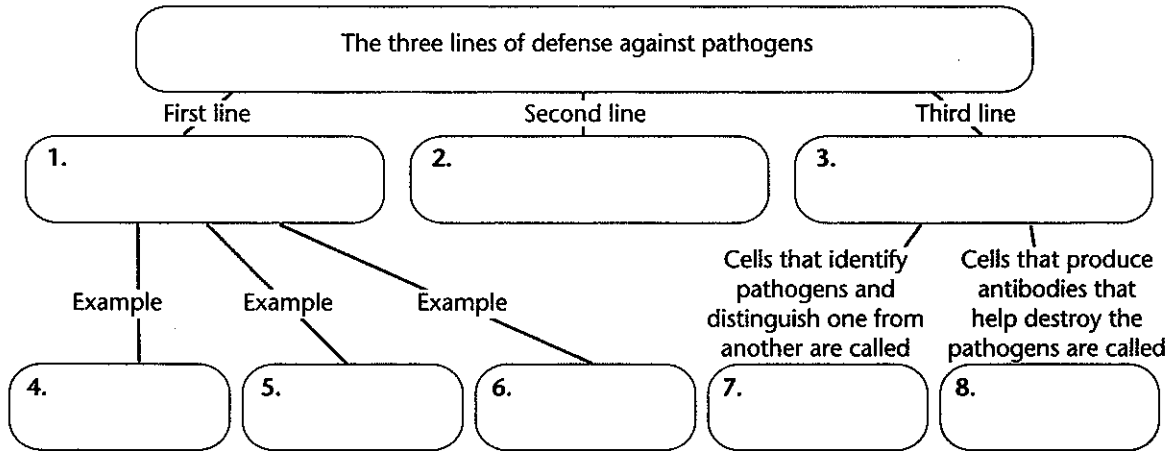 The three lines of defense against pathogens
First line
Second line
Third line
1.
2.
3.
Example
Example
Example
Cells that identify
pathogens and
distinguish one from
another are called
Cells that produce
antibodies that
help destroy the
pathogens are called
4.
5.
6.
7.
8.